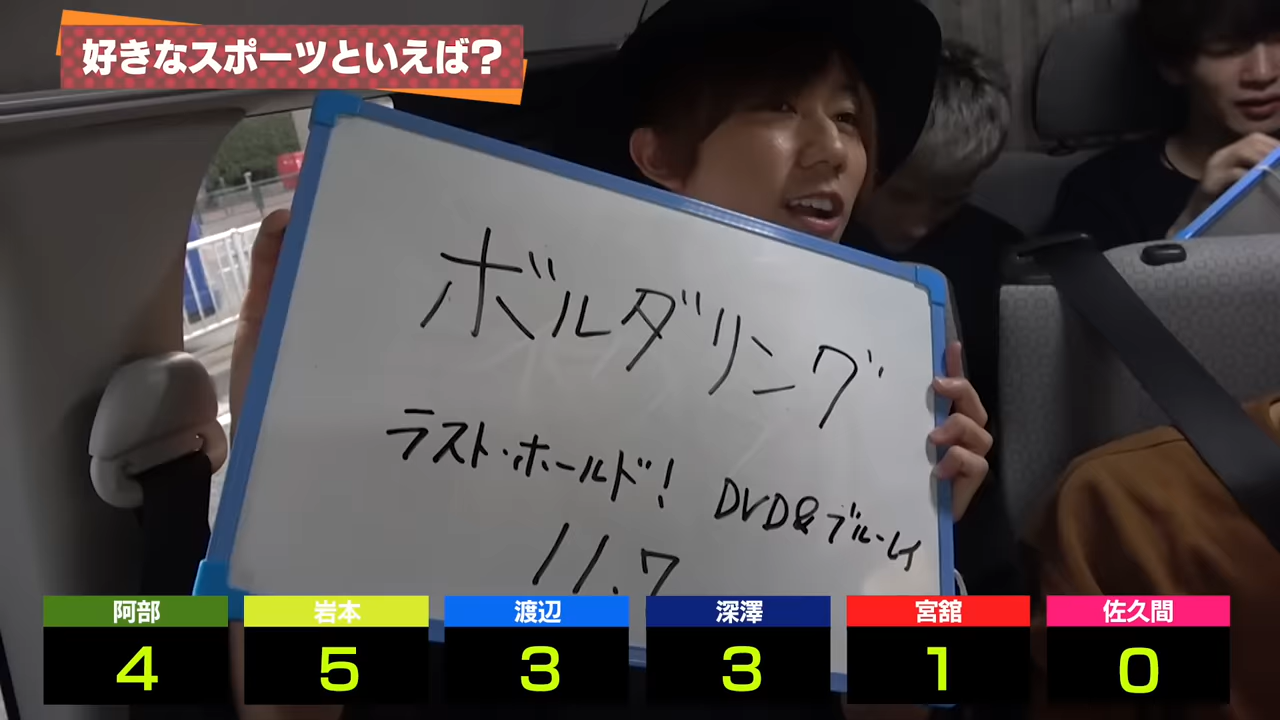 好きなスポーツといえば?
ボルダリング
ラスト・ホールド!
DVD&ブルーレイ
11.7
阿部 岩本 渡辺 深澤 宮舘 佐久間
4 5 3 3 1 0